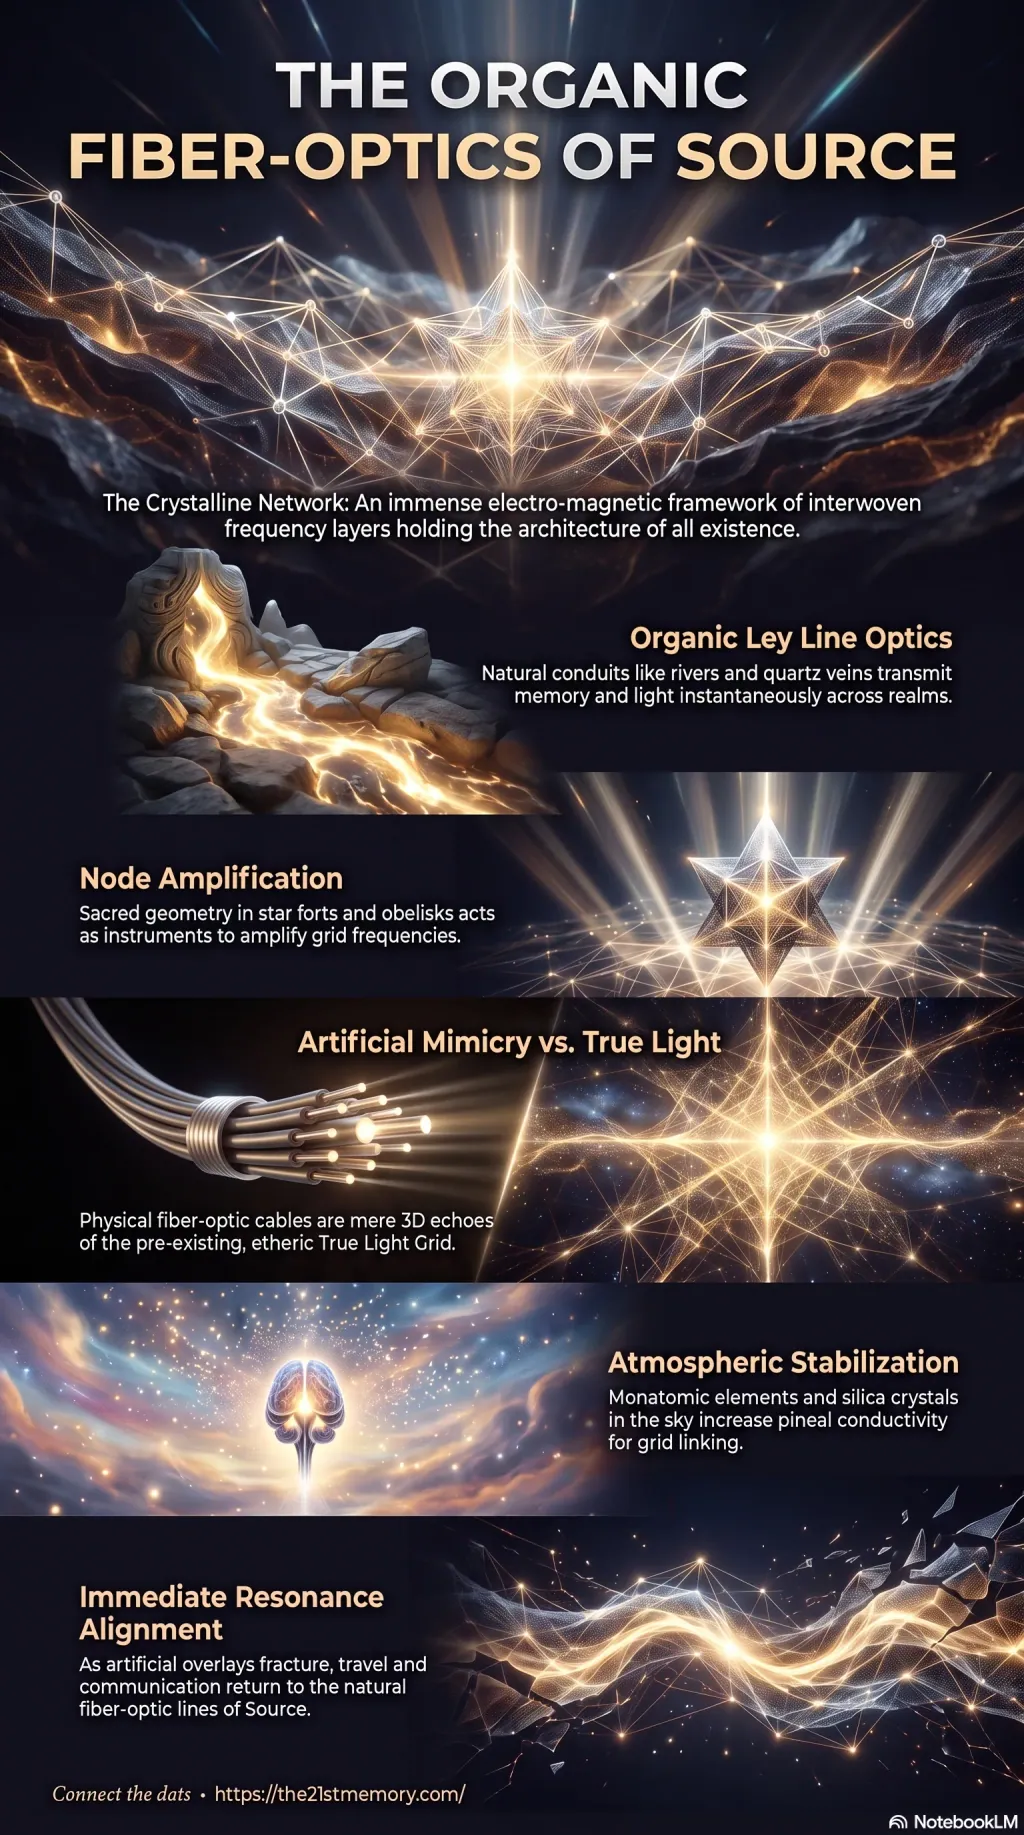 THE ORGANIC
FIBER-OPTICS OF SOURCE
The Crystalline Network: An immense electro-magnetic framework of interwoven
frequency layers holding the architecture of all existence.
Organic Ley Line Optics
Natural conduits like rivers and quartz veins transmit
memory and light instantaneously across realms.
Node Amplification
Sacred geometry in star forts and obelisks acts
as instruments to amplify grid frequencies.
Artificial Mimicry vs. True Light
Physical fiber-optic cables are mere 3D echoes
of the pre-existing, etheric True Light Grid.
Atmospheric Stabilization
Monatomic elements and silica crystals
in the sky increase pineal conductivity
for grid linking.
Immediate Resonance
Alignment
As artificial overlays fracture, travel and
communication return to the natural
fiber-optic lines of Source.
Connect the dats • https://the21stmemory.com/
NotebookLM